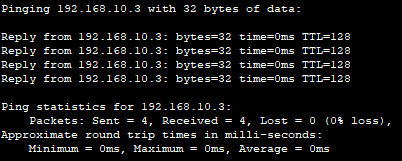 Pinging 192.168.10.3 with 32 bytes of data:
Reply from 192.168.10.3: bytes=32 time=0ms TTL=128
Reply from 192.168.10.3: bytes=32 time=0ms TTL=128
Reply from 192.168.10.3: bytes=32 time=0ms TTL=128
Reply from 192.168.10.3: bytes=32 time=0ms TTL=128
Ping statistics for 192.168.10.3:
Packets: Sent = 4, Received = 4, Lost = 0 (0% loss),
Approximate round trip times in milli-seconds:
Minimum = 0ms, Maximum = 0ms, Average = 0ms